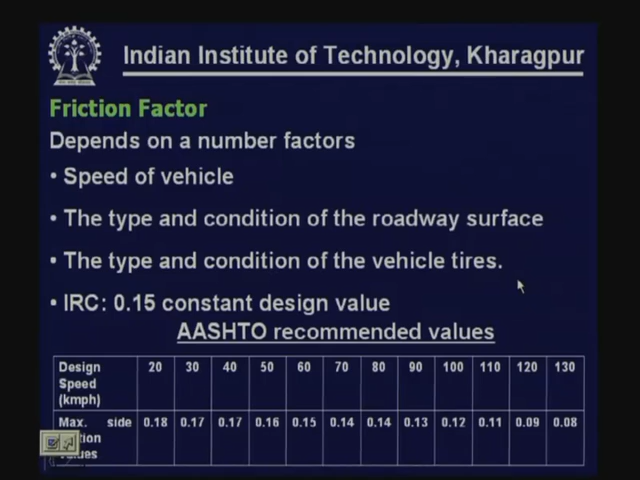 Indian Institute of Technology, Kharagpur
Friction Factor
Depends on a number factors
• Speed of vehicle
• The type and condition of the roadway surface
• The type and condition of the vehicle tires.
• IRC: 0.15 constant design value
AASHTO recommended values
Design Speed (kmph) 20 30 40 50 60 70 80 90 100 110 120 130
Max. side values 0.18 0.17 0.17 0.16 0.15 0.14 0.14 0.13 0.12 0.11 0.09 0.08